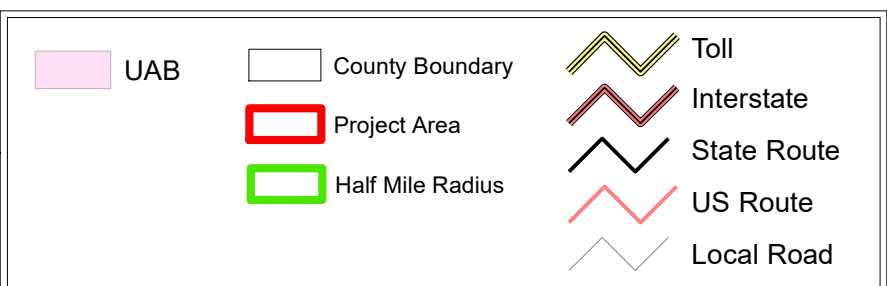 UAB
County Boundary
Project Area
Half Mile Radius
Toll
Interstate
State Route
US Route
Local Road